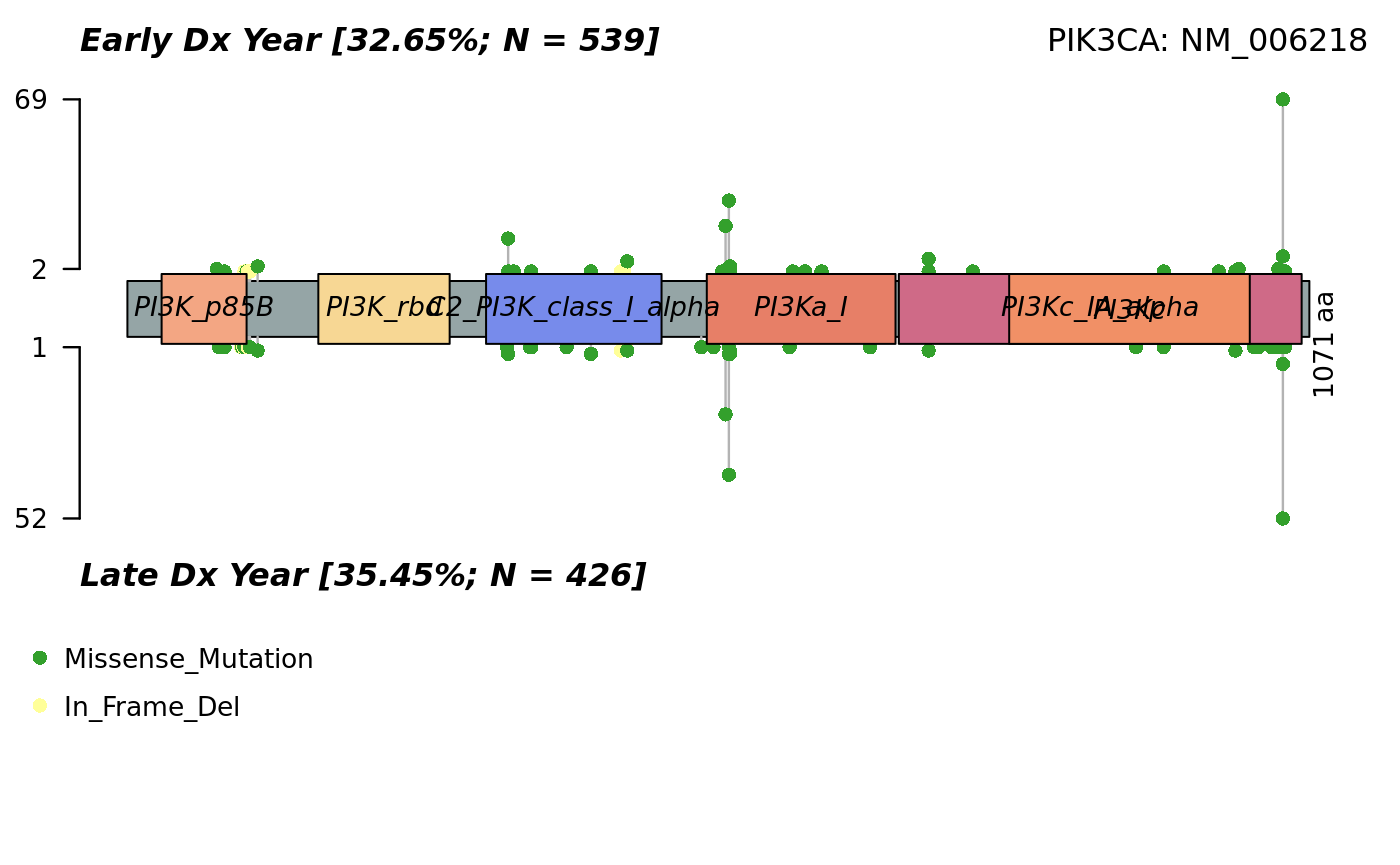 Early Dx Year [32.65%; N = 539]
PIK3CA: NM_006218
69
2
PI3K_p85B
PI3K_rbd
C2_PI3K_class_I_alpha
PI3Ka_I
PI3Kc_IA_alpha
PI3Kc
1071 aa
1
52
Late Dx Year [35.45%; N = 426]
Missense_Mutation
In_Frame_Del